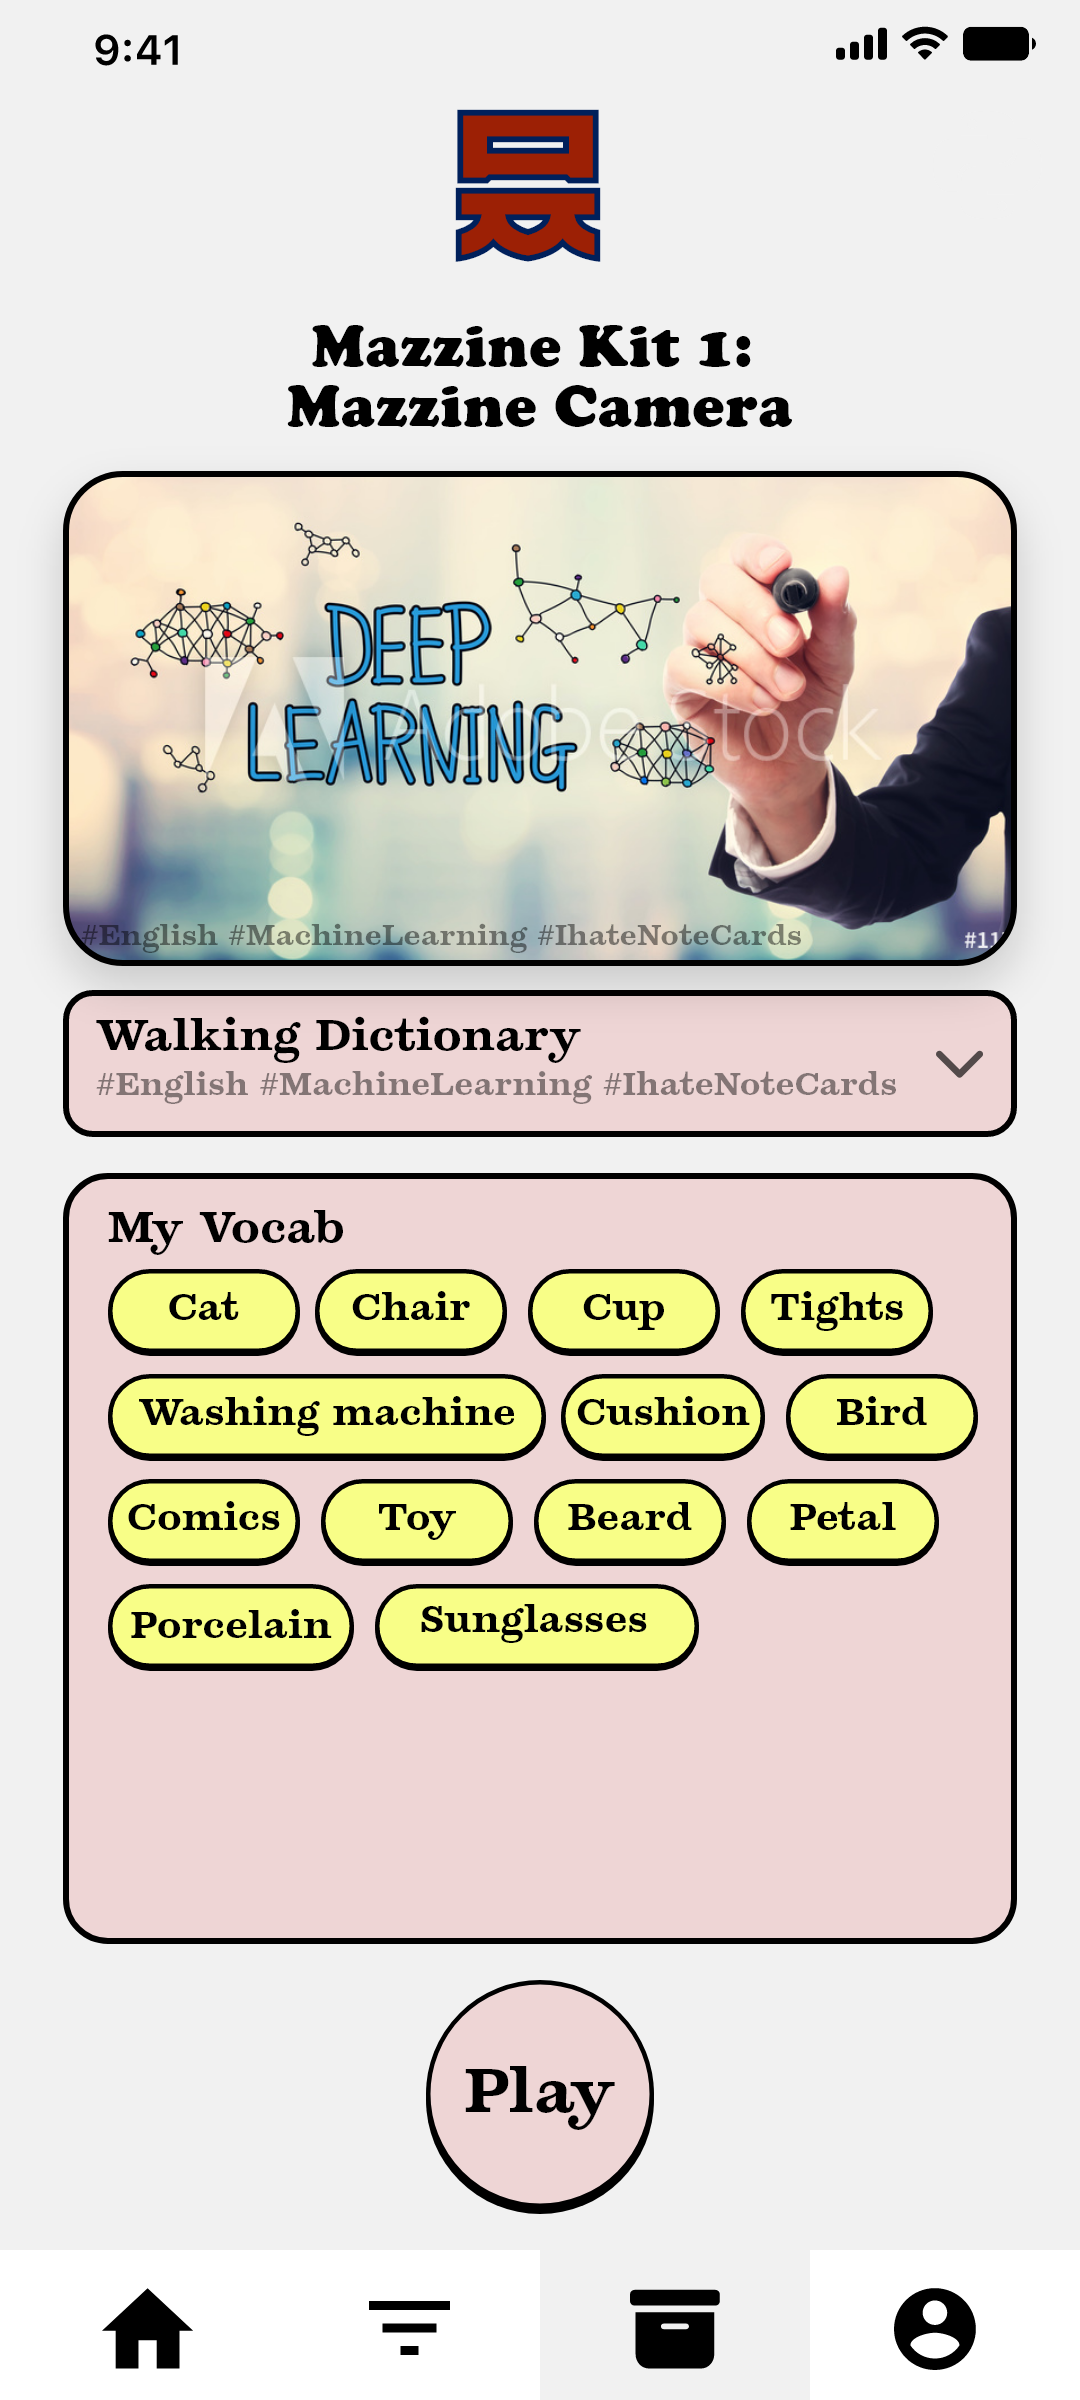 9:41
Mazzine Kit 1:
Mazzine Camera
DEEP
LEARNING
Adobe Stock
#English #MachineLearning #IhateNoteCards
#11
Walking Dictionary
#English #MachineLearning #IhateNoteCards
My Vocab
Cat Chair Cup Tights
Washing machine Cushion Bird
Comics Toy Beard Petal
Porcelain Sunglasses
Play